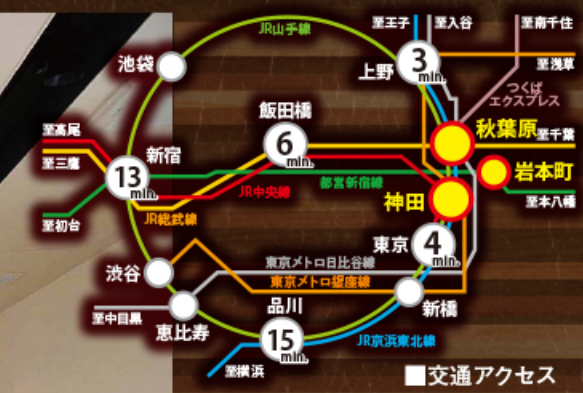 JR山手線
至王子
至入谷
至南千住
池袋
上野
3
min.
至浅草
つくば
エクスプレス
飯田橋
6
min.
秋葉原
至千葉
至高尾
至三鷹
新宿
13
min.
都営新宿線
JR中央線
岩本町
至本八幡
神田
至初台
JR総武線
東京
4
min.
渋谷
東京メトロ日比谷線
東京メトロ銀座線
至中目黒
恵比寿
品川
15
min.
新橋
JR京浜東北線
至横浜
■交通アクセス